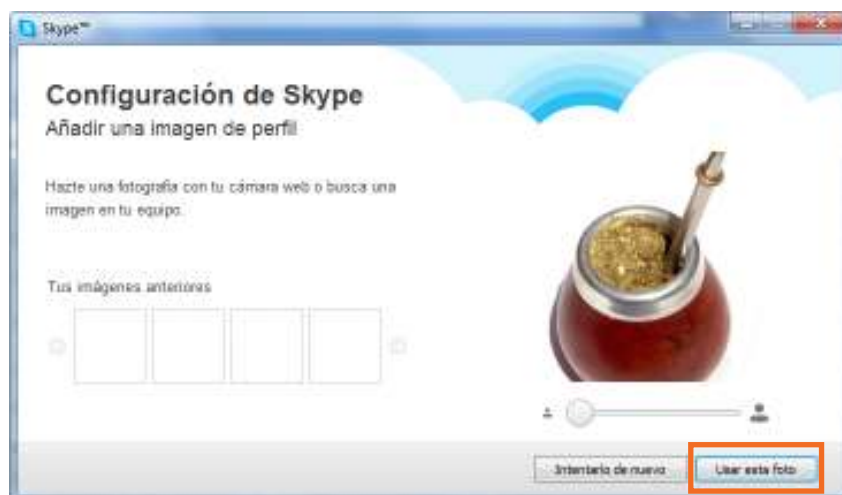 Skype™
Configuración de Skype
Añadir una imagen de perfil
Hazte una fotografía con tu cámara web o busca una
imagen en tu equipo.
Tus imágenes anteriores
Intentarlo de nuevo
Usar esta foto